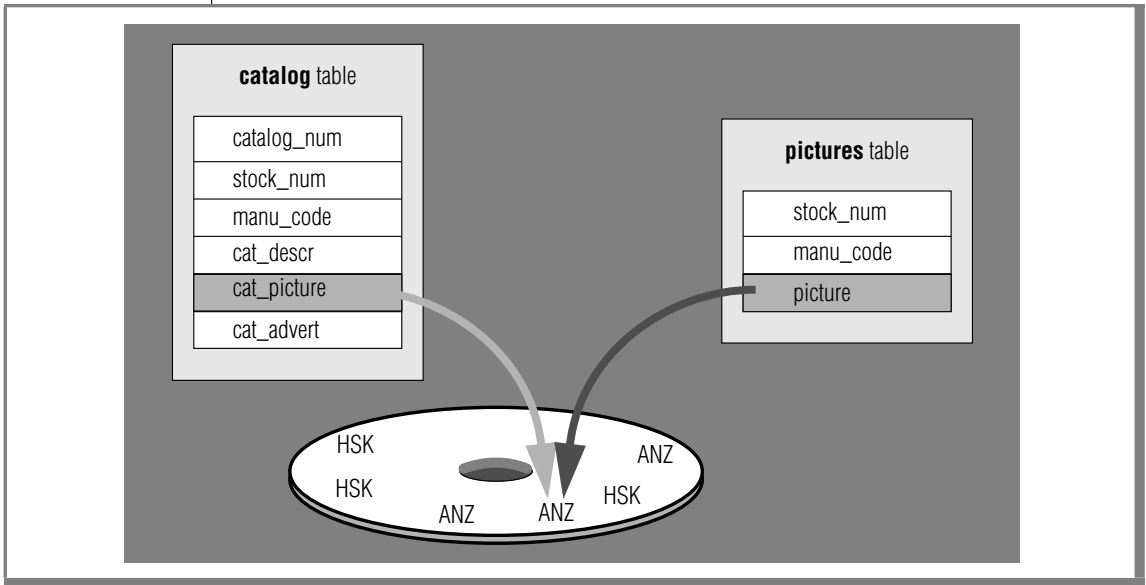 catalog table
catalog_num
stock_num
manu_code
cat_descr
cat_picture
cat_advert
pictures table
stock_num
manu_code
picture
HSK
HSK
ANZ
ANZ
HSK
ANZ